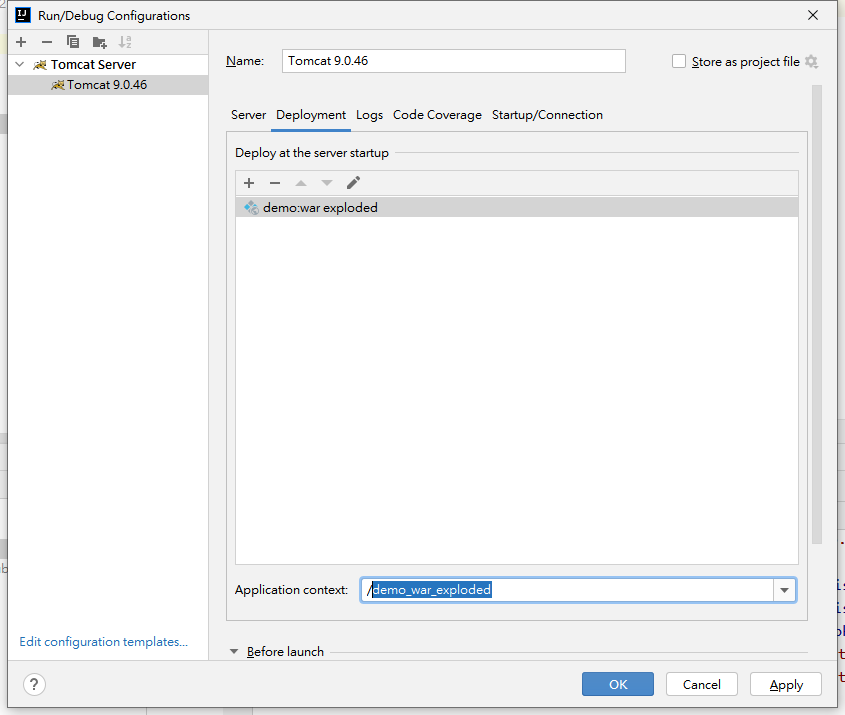 Run/Debug Configurations
Tomcat Server
Tomcat 9.0.46
Edit configuration templates...
Name: Tomcat 9.0.46 Store as project file
Server Deployment Logs Code Coverage Startup/Connection
Deploy at the server startup
demo:war exploded
Application context: /demo_war_exploded
Before launch
? OK Cancel Apply